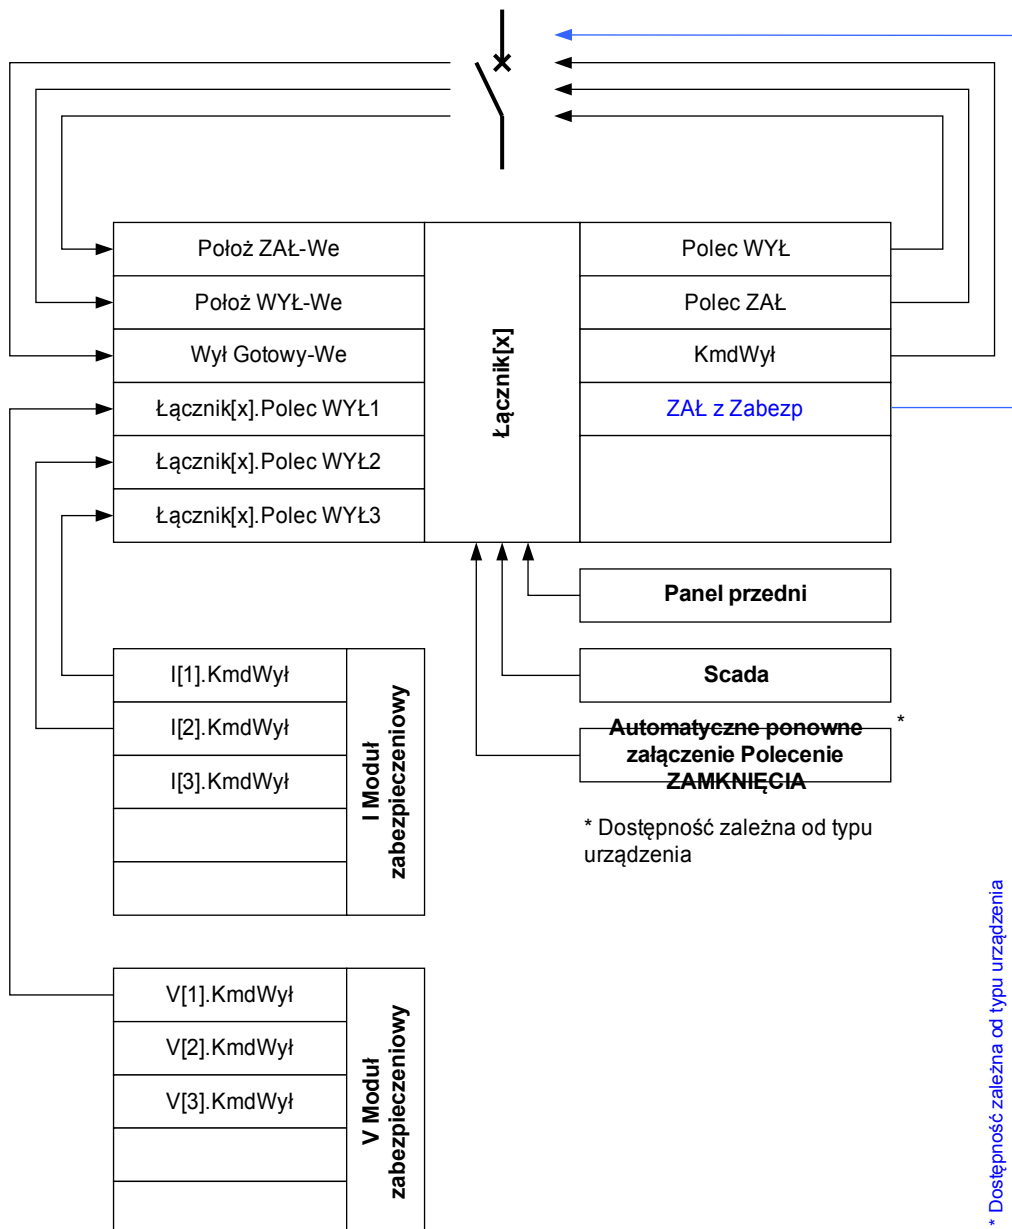 Położ ZAŁ-We
Położ WYŁ-We
Wył Gotowy-We
Łącznik[x].Polec WYŁ1
Łącznik[x].Polec WYŁ2
Łącznik[x].Polec WYŁ3
Łącznik[x]
Polec WYŁ
Polec ZAŁ
KmdWył
ZAŁ z Zabezp
Panel przedni
Scada
Automatyczne ponowne *
załączenie Polecenie
ZAMKNIĘCIA
* Dostępność zależna od typu
urządzenia
I[1].KmdWył
I[2].KmdWył
I[3].KmdWył
I Moduł
zabezpieczeniowy
V[1].KmdWył
V[2].KmdWył
V[3].KmdWył
V Moduł
zabezpieczeniowy
* Dostępność zależna od typu urządzenia